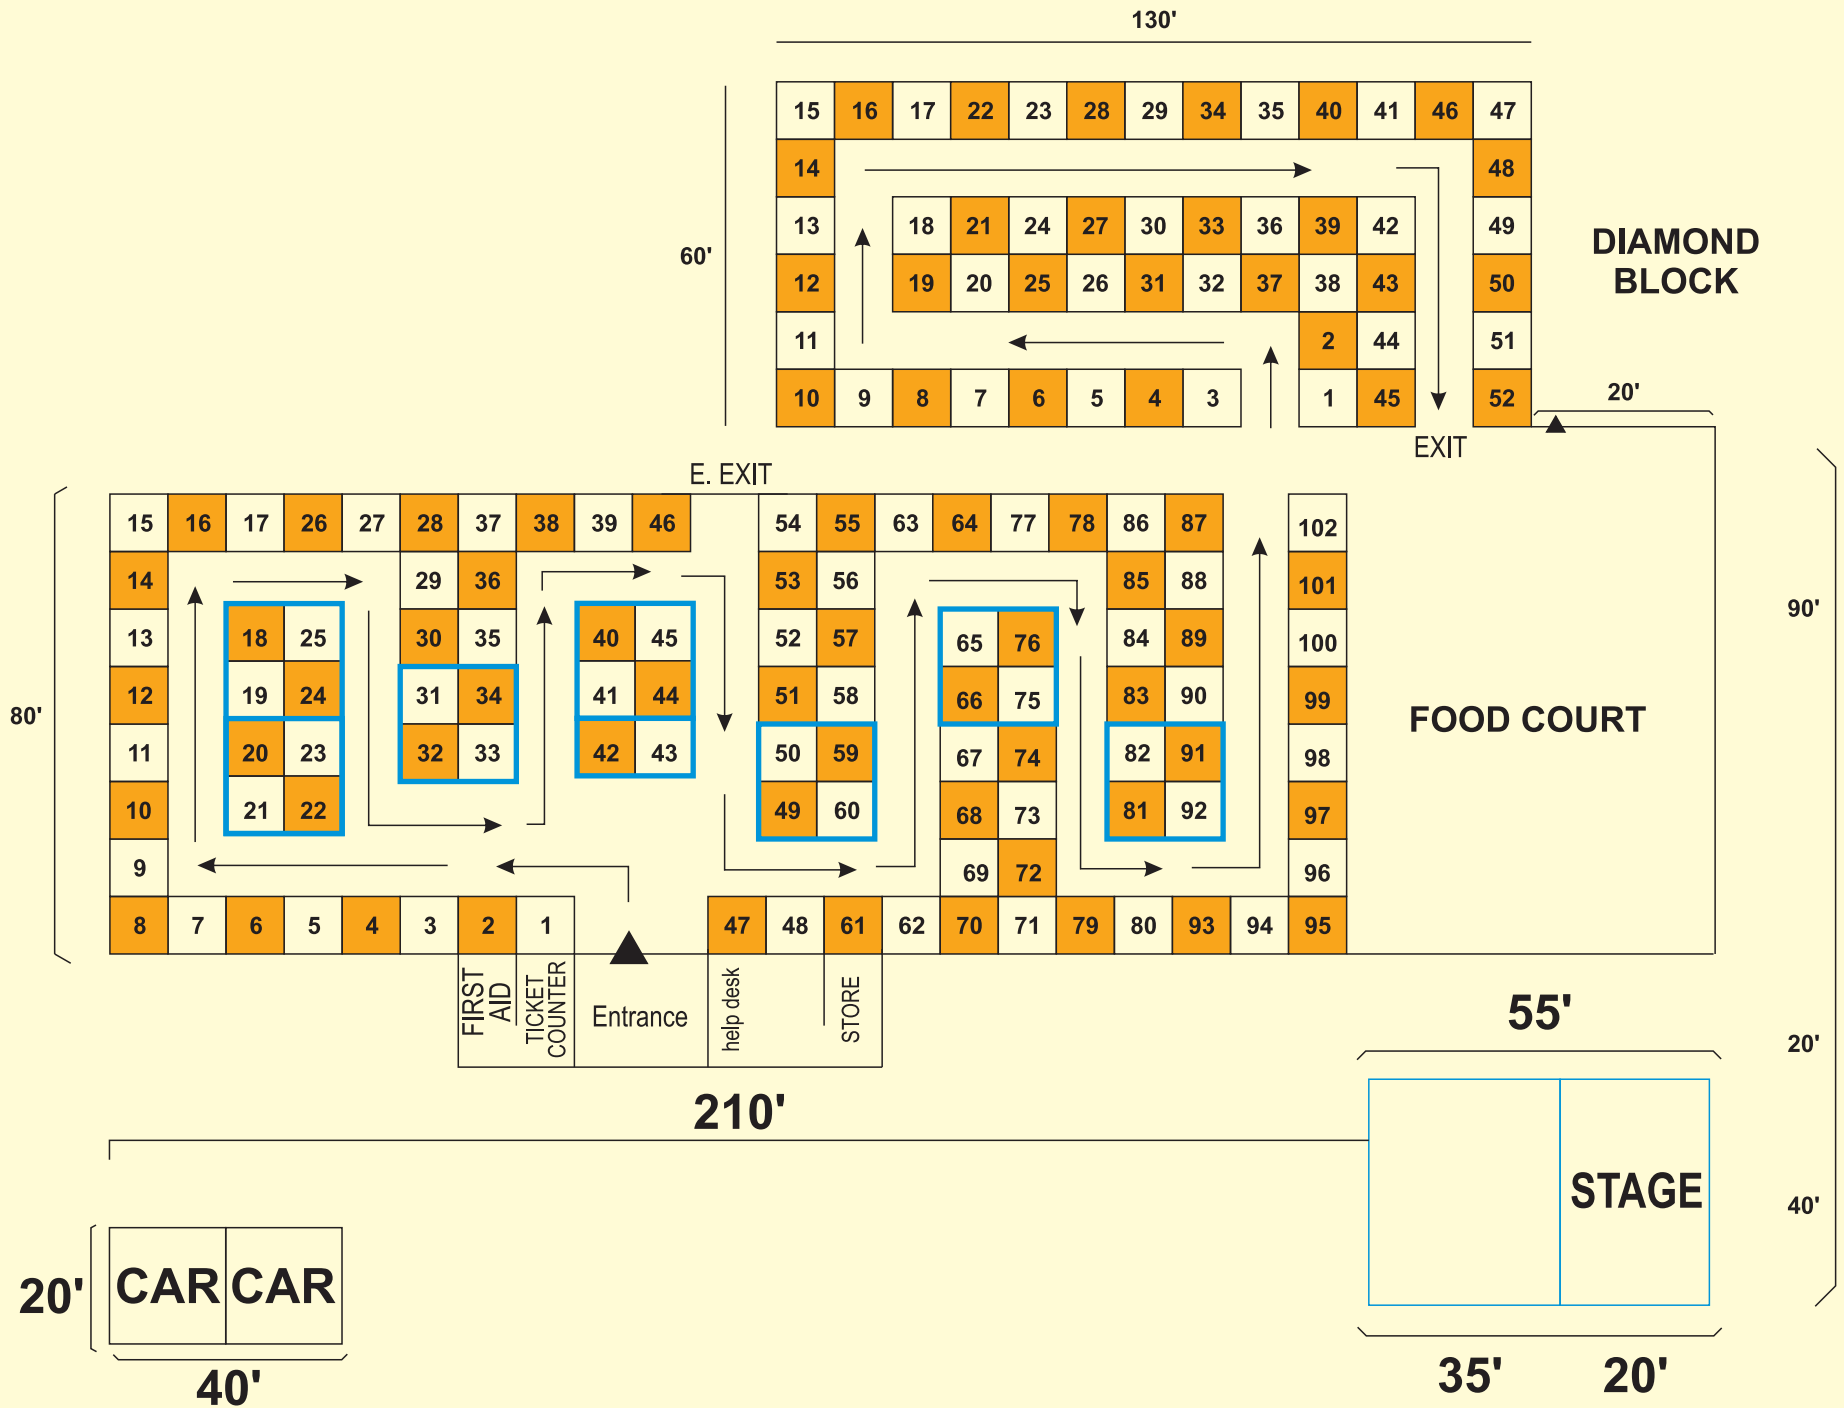 130'
15 16 17 22 23 28 29 34 35 40 41 46 47
14 48
13 18 21 24 27 30 33 36 39 42 49
DIAMOND
BLOCK
60'
12 19 20 25 26 31 32 37 38 43 50
11 2 44 51
10 9 8 7 6 5 4 3 1 45 52
20'
EXIT
E. EXIT
15 16 17 26 27 28 37 38 39 46 54 55 63 64 77 78 86 87 102
14 29 36 53 56 85 88 101
90'
13 18 25 30 35 40 45 52 57 65 76 84 89 100
12 19 24 31 34 41 44 51 58 66 75 83 90 99
80'
FOOD COURT
11 20 23 32 33 42 43 50 59 67 74 82 91 98
10 21 22 49 60 68 73 81 92 97
9 69 72 96
8 7 6 5 4 3 2 1 47 48 61 62 70 71 79 80 93 94 95
FIRST
AID
TICKET
COUNTER
Entrance
help desk
STORE
55'
20'
210'
STAGE
40'
20'
CAR CAR
40'
35' 20'